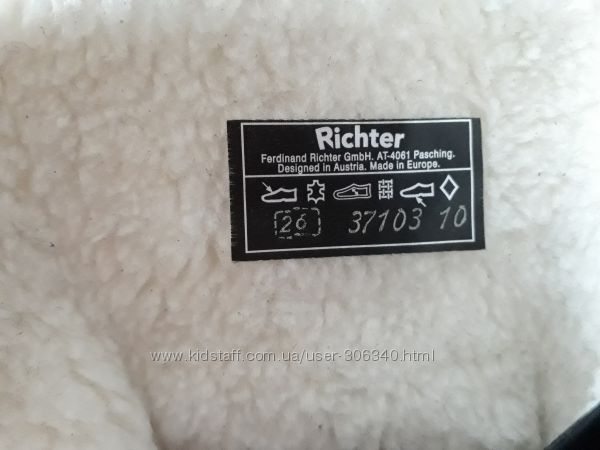 Richter
Ferdinand Richter GmbH. AT-4061 Pasching.
Designed in Austria. Made in Europe.
26 37103 10
www.kidstaff.com.ua/user-306340.html